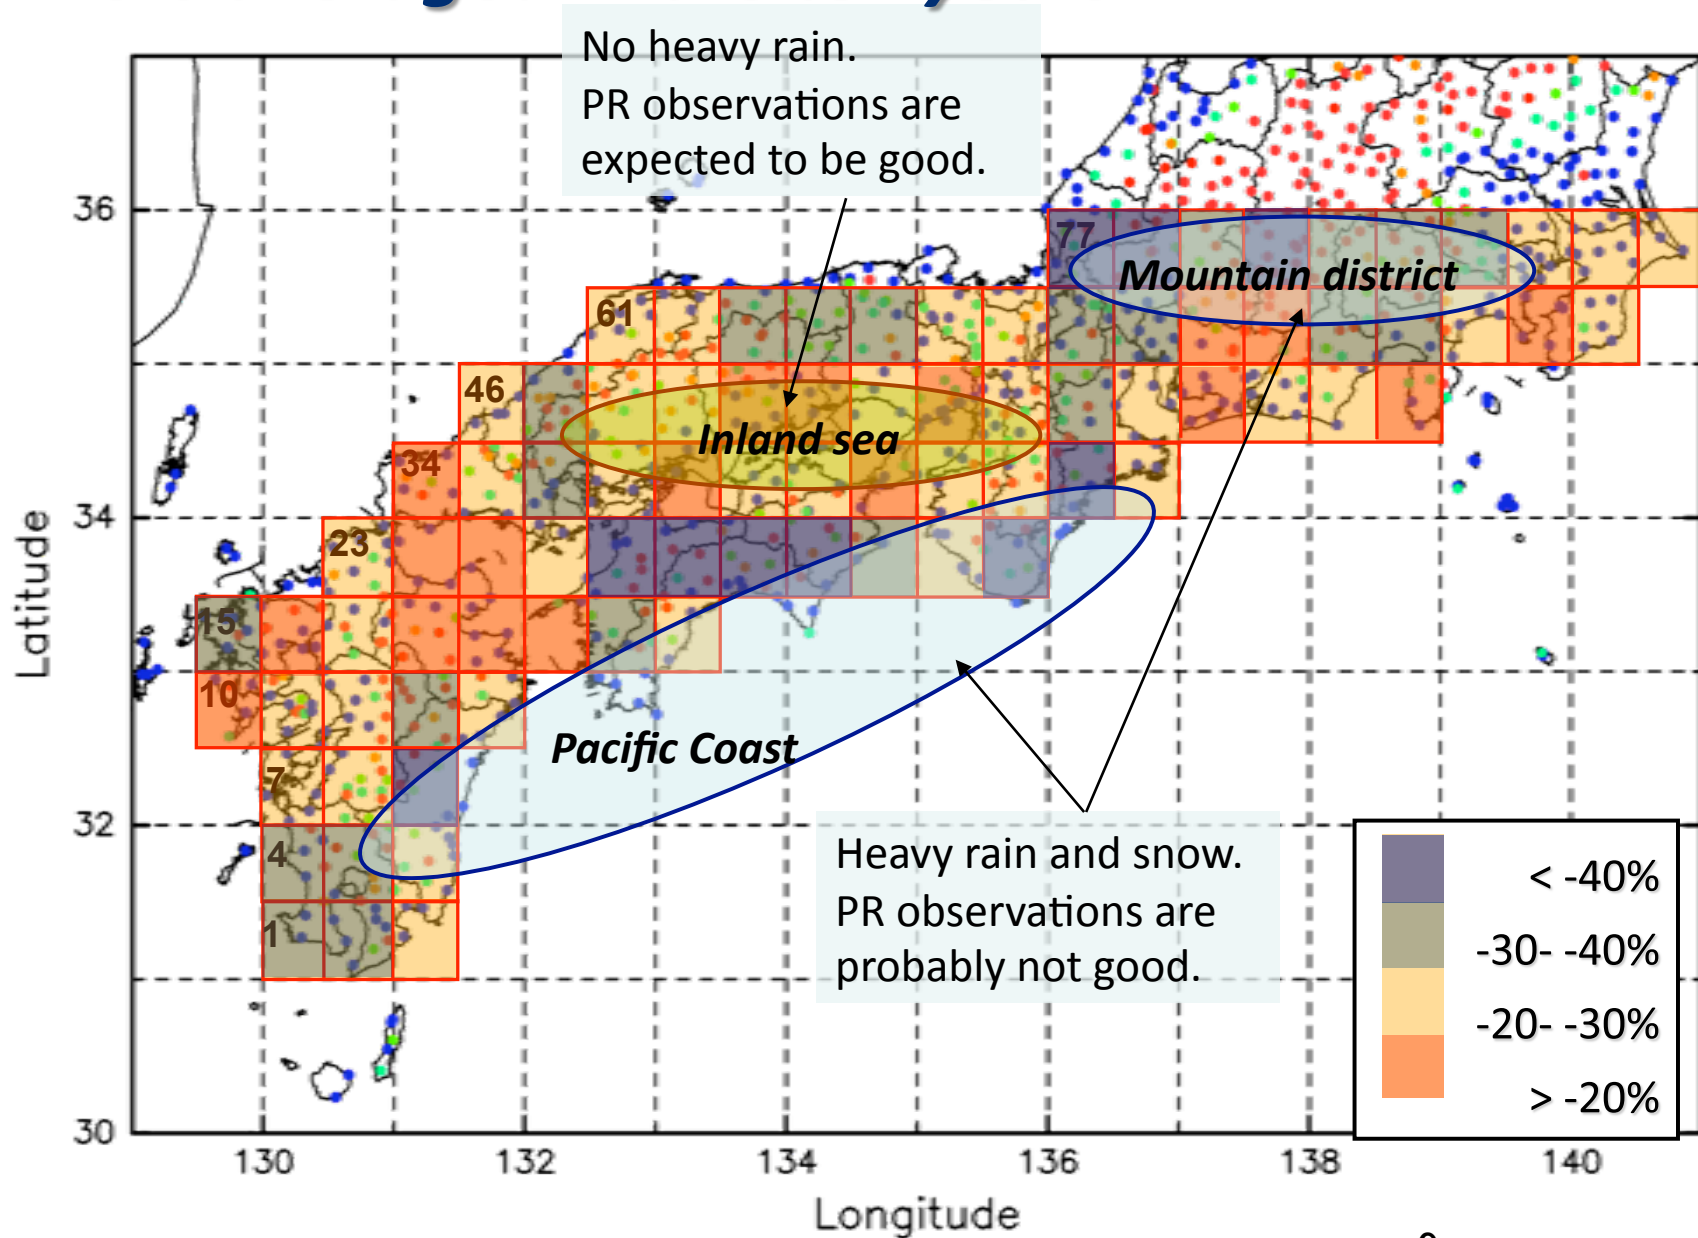 No heavy rain.
PR observations are
expected to be good.
36
77
Mountain district
61
46
Inland sea
34
34
23
15
10
Pacific Coast
7
32
4
1
Heavy rain and snow.
PR observations are
probably not good.
< -40%
-30- -40%
-20- -30%
> -20%
30
130
132
134
136
138
140
Latitude
Longitude